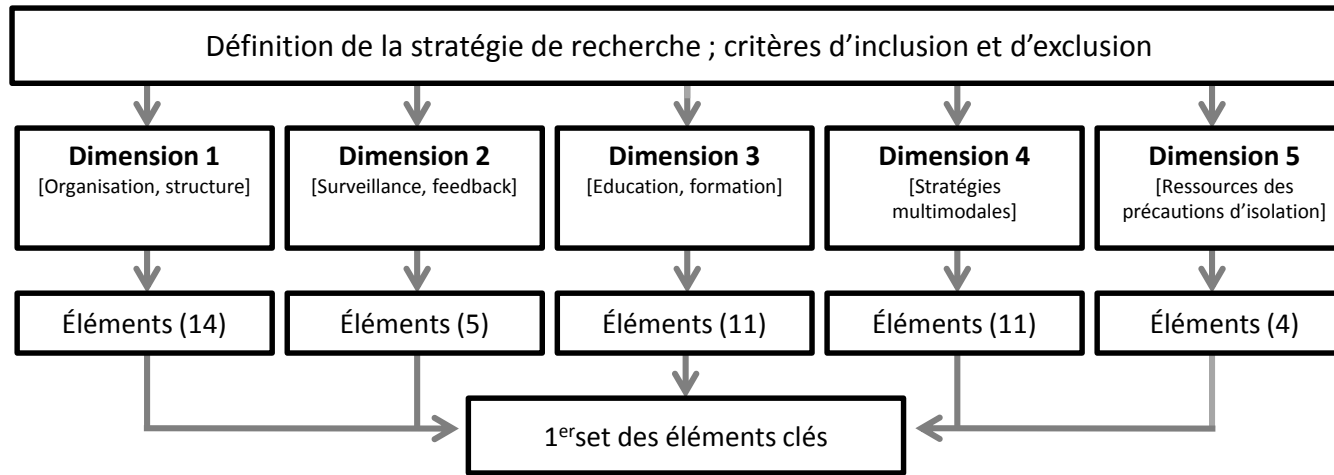 Définition de la stratégie de recherche ; critères d’inclusion et d’exclusion
Dimension 1
[Organisation, structure]
Dimension 2
[Surveillance, feedback]
Dimension 3
[Education, formation]
Dimension 4
[Stratégies
multimodales]
Dimension 5
[Ressources des
précautions d’isolation]
Éléments (14)
Éléments (5)
Éléments (11)
Éléments (11)
Éléments (4)
1erset des éléments clés